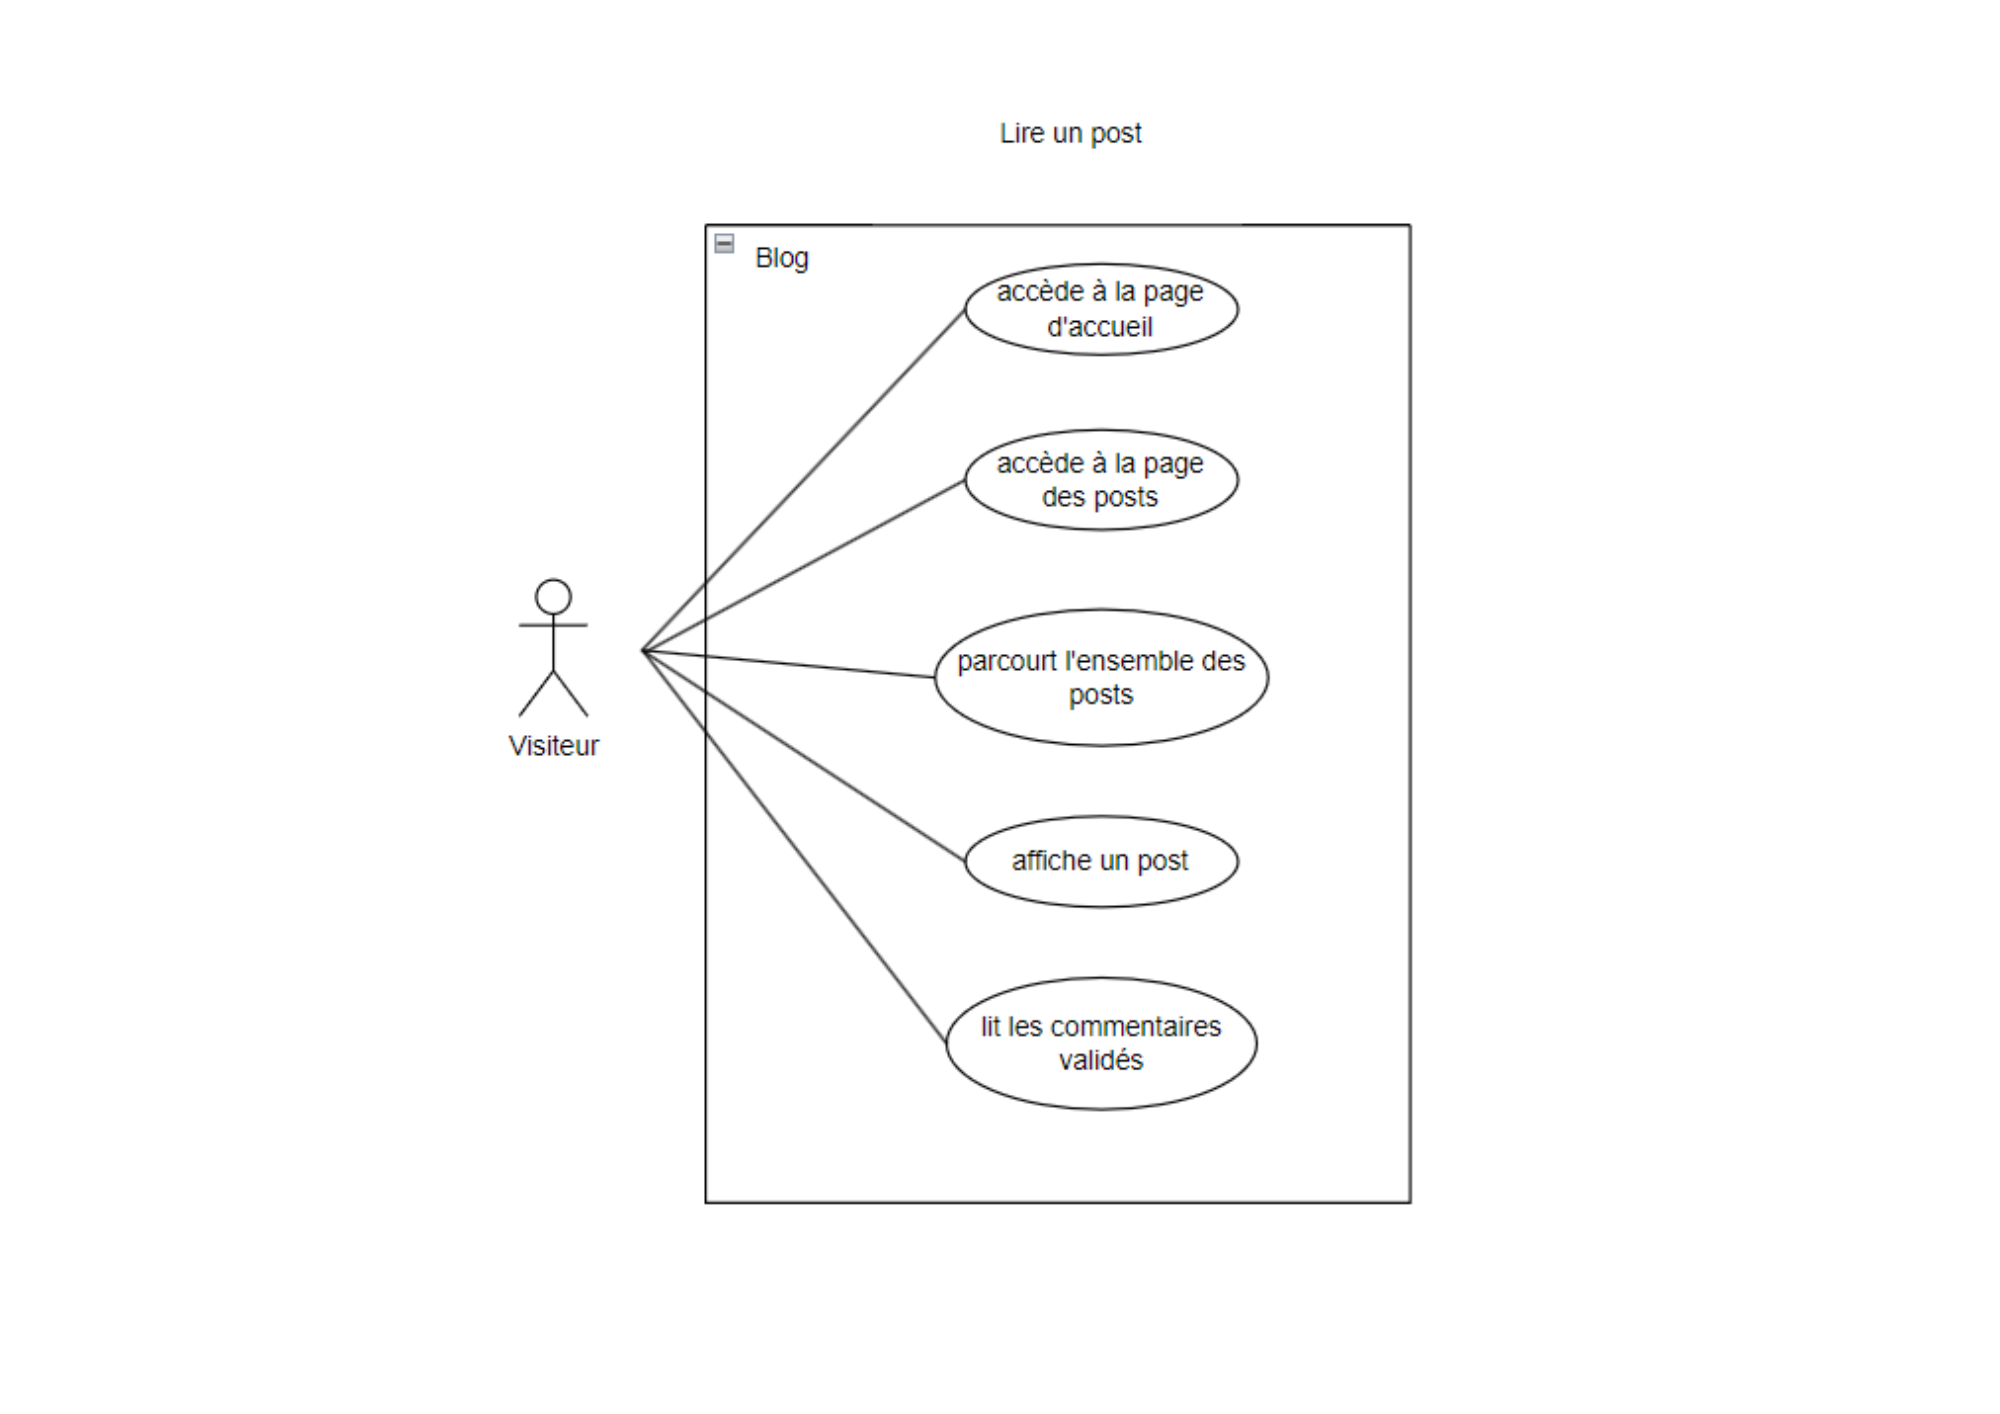 Lire un post
Blog
accède à la page
d'accueil
accède à la page
des posts
parcourt l'ensemble des
posts
Visiteur
affiche un post
lit les commentaires
validés